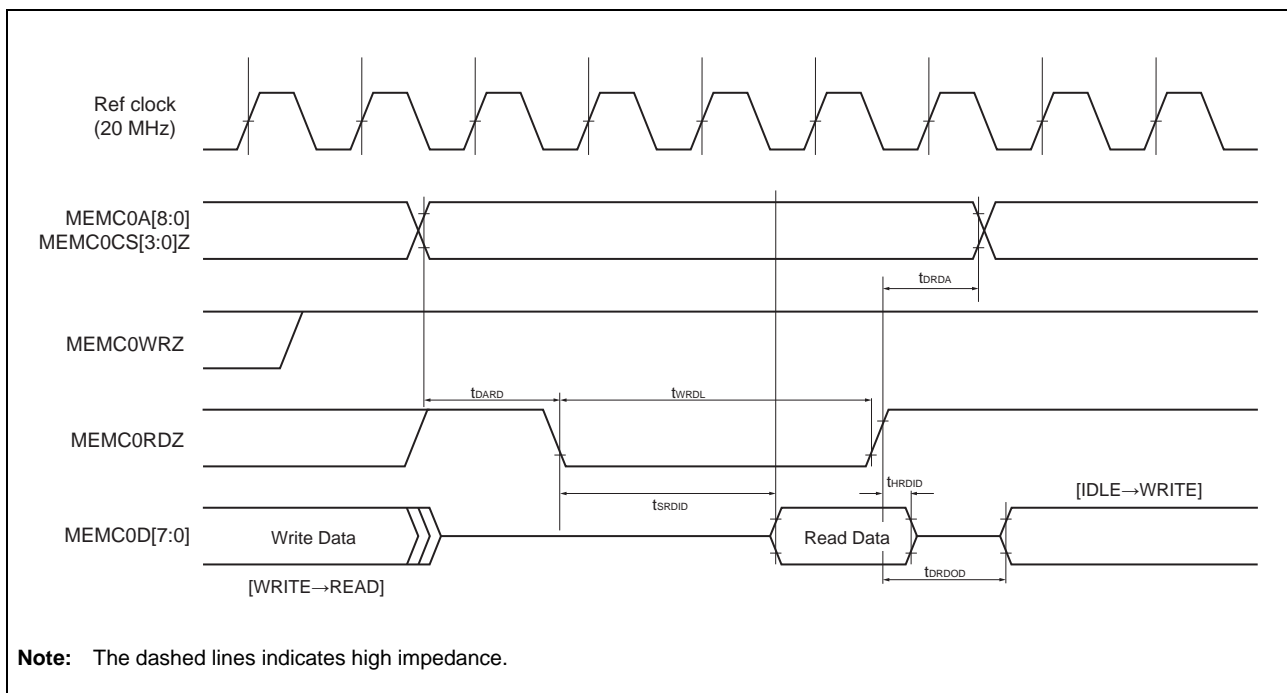 Ref clock
(20 MHz)
MEMC0A[8:0]
MEMC0CS[3:0]Z
tDRDA
MEMC0WRZ
tDARD
tWRDL
MEMC0RDZ
tHRDID
tSRDID
[IDLE→WRITE]
MEMC0D[7:0]
Write Data
Read Data
tDRDOD
[WRITE→READ]
Note: The dashed lines indicates high impedance.